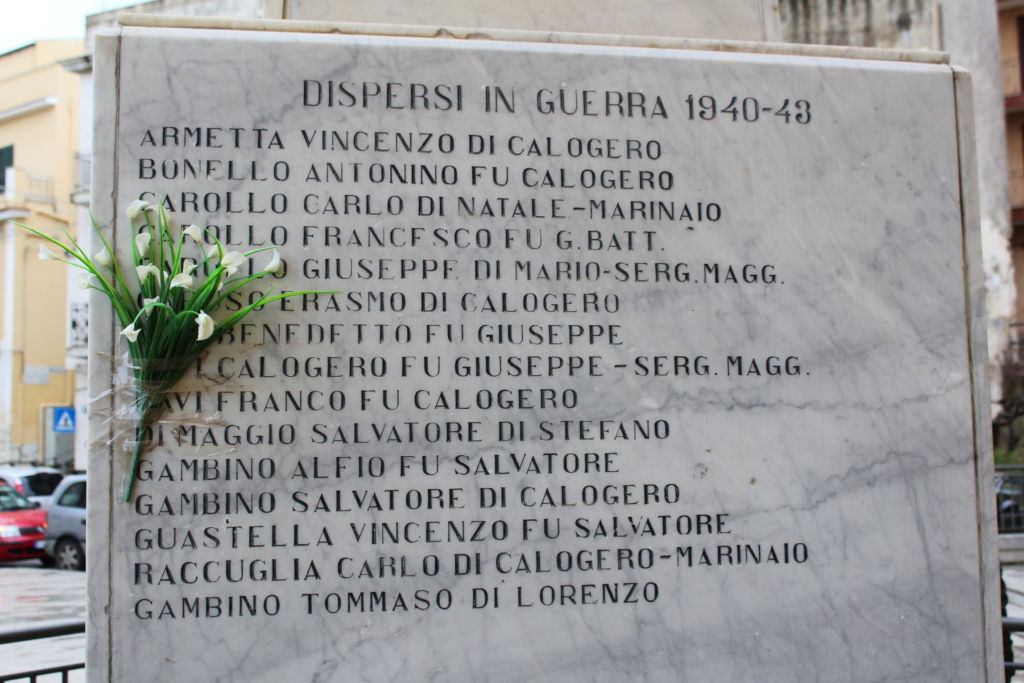 DISPERSI IN GUERRA 1940-43
ARMETTA VINCENZO DI CALOGERO
BONELLO ANTONINO FU CALOGERO
CAROLLO CARLO DI NATALE-MARINAIO
CAROLLO FRANCESCO FU G.BATT.
CAROLLO GIUSEPPE DI MARIO-SERG.MAGG.
ERASMO DI CALOGERO
BENEDETTO FU GIUSEPPE
CALOGERO FU GIUSEPPE-SERG.MAGG.
FRANCO FU CALOGERO
DI MAGGIO SALVATORE DI STEFANO
GAMBINO ALFIO FU SALVATORE
GAMBINO SALVATORE DI CALOGERO
GUASTELLA VINCENZO FU SALVATORE
RACCUGLIA CARLO DI CALOGERO-MARINAIO
GAMBINO TOMMASO DI LORENZO